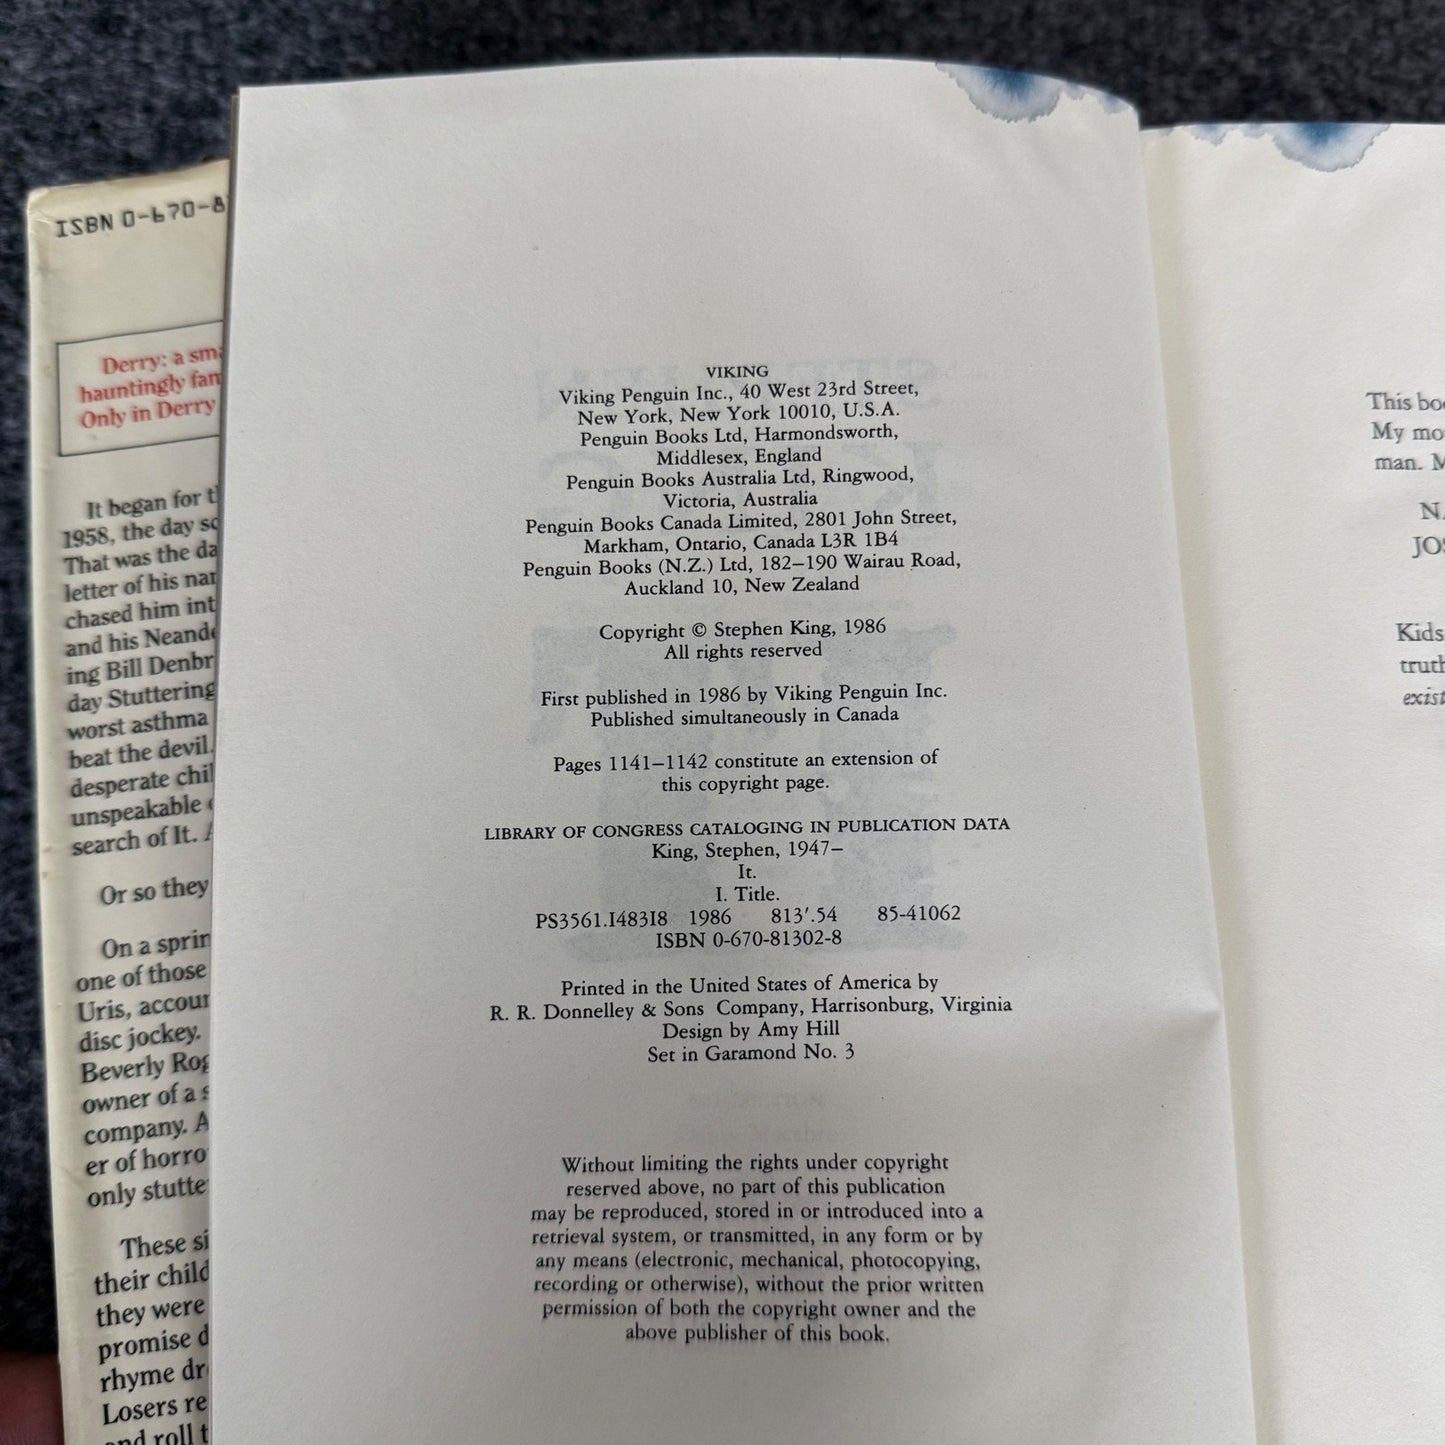 ISBN 0-670-8
Derry: a sma
hauntingly fam
Only in Derry
It began for t
1958, the day sc
That was the da
letter of his nam
chased him int
and his Neande
ing Bill Denbr
day Stuttering
worst asthma
beat the devil.
desperate chil
unspeakable
search of It.
Or so they
On a sprin
one of those
Uris, accour
disc jockey.
Beverly Rog
owner of a s
company. A
er of horro
only stutte
These si
their child
they were
promise d
rhyme dr
Losers re
and roll t
VIKING
Viking Penguin Inc., 40 West 23rd Street,
New York, New York 10010, U.S.A.
Penguin Books Ltd, Harmondsworth,
Middlesex, England
Penguin Books Australia Ltd, Ringwood,
Victoria, Australia
Penguin Books Canada Limited, 2801 John Street,
Markham, Ontario, Canada L3R 1B4
Penguin Books (N.Z.) Ltd, 182–190 Wairau Road,
Auckland 10, New Zealand
Copyright © Stephen King, 1986
All rights reserved
First published in 1986 by Viking Penguin Inc.
Published simultaneously in Canada
Pages 1141–1142 constitute an extension of
this copyright page.
LIBRARY OF CONGRESS CATALOGING IN PUBLICATION DATA
King, Stephen, 1947–
It.
I. Title.
PS3561.I483I8 1986 813'.54 85-41062
ISBN 0-670-81302-8
Printed in the United States of America by
R. R. Donnelley & Sons Company, Harrisonburg, Virginia
Design by Amy Hill
Set in Garamond No. 3
Without limiting the rights under copyright
reserved above, no part of this publication
may be reproduced, stored in or introduced into a
retrieval system, or transmitted, in any form or by
any means (electronic, mechanical, photocopying,
recording or otherwise), without the prior written
permission of both the copyright owner and the
above publisher of this book.
This boo
My mo
man. M
NA
JOS
Kids
truth
exist